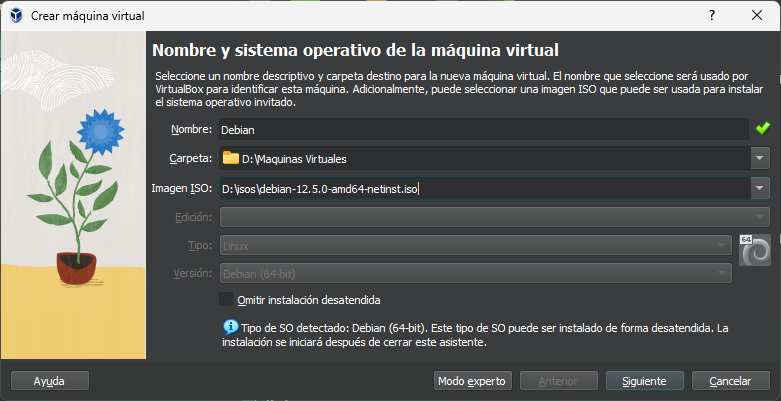 Crear máquina virtual
Nombre y sistema operativo de la máquina virtual
Seleccione un nombre descriptivo y carpeta destino para la nueva máquina virtual. El nombre que seleccione será usado por
VirtualBox para identificar esta máquina. Adicionalmente, puede seleccionar una imagen ISO que puede ser usada para instalar
el sistema operativo invitado.
Nombre: Debian
Carpeta: D:\Maquinas Virtuales
Imagen ISO: D:\isos\debian-12.5.0-amd64-netinst.iso
Edición:
Tipo: Linux
64
Versión: Debian (64-bit)
Omitir instalación desatendida
Tipo de SO detectado: Debian (64-bit). Este tipo de SO puede ser instalado de forma desatendida. La
instalación se iniciará después de cerrar este asistente.
Ayuda Modo experto Anterior Siguiente Cancelar